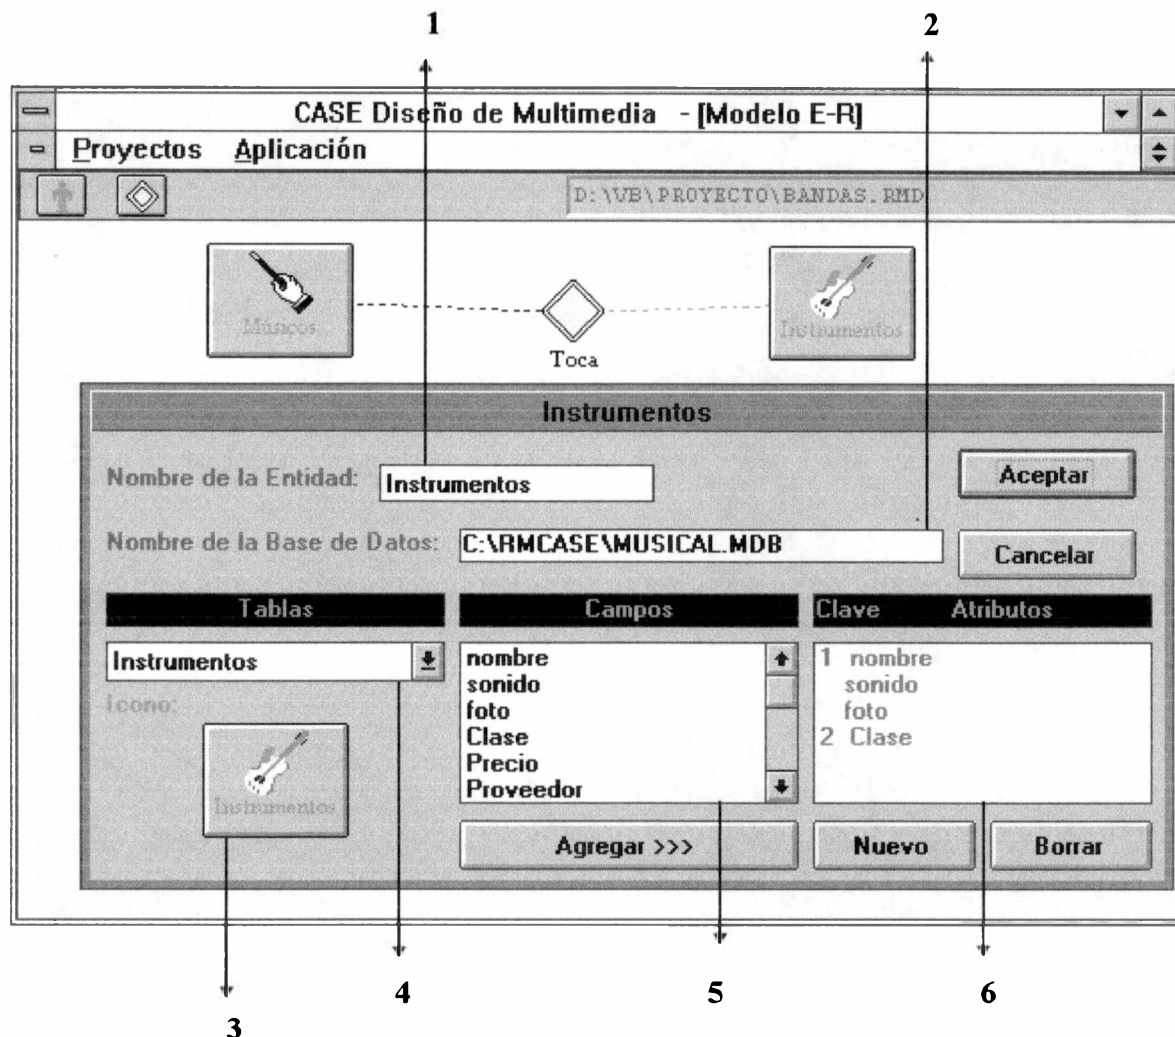 1 2
CASE Diseño de Multimedia - [Modelo E-R]
Proyectos Aplicación
D:\VB\PROYECTO\BANDAS.RMD
Músicos
Instrumentos
Toca
Instrumentos
Nombre de la Entidad: Instrumentos
Aceptar
Nombre de la Base de Datos: C:\RMCASE\MUSICAL.MDB
Cancelar
Tablas Campos Clave Atributos
Instrumentos
Icono:
Instrumentos
nombre
sonido
foto
Clase
Precio
Proveedor
1 nombre
sonido
foto
2 Clase
Agregar >>> Nuevo Borrar
4 5 6
3